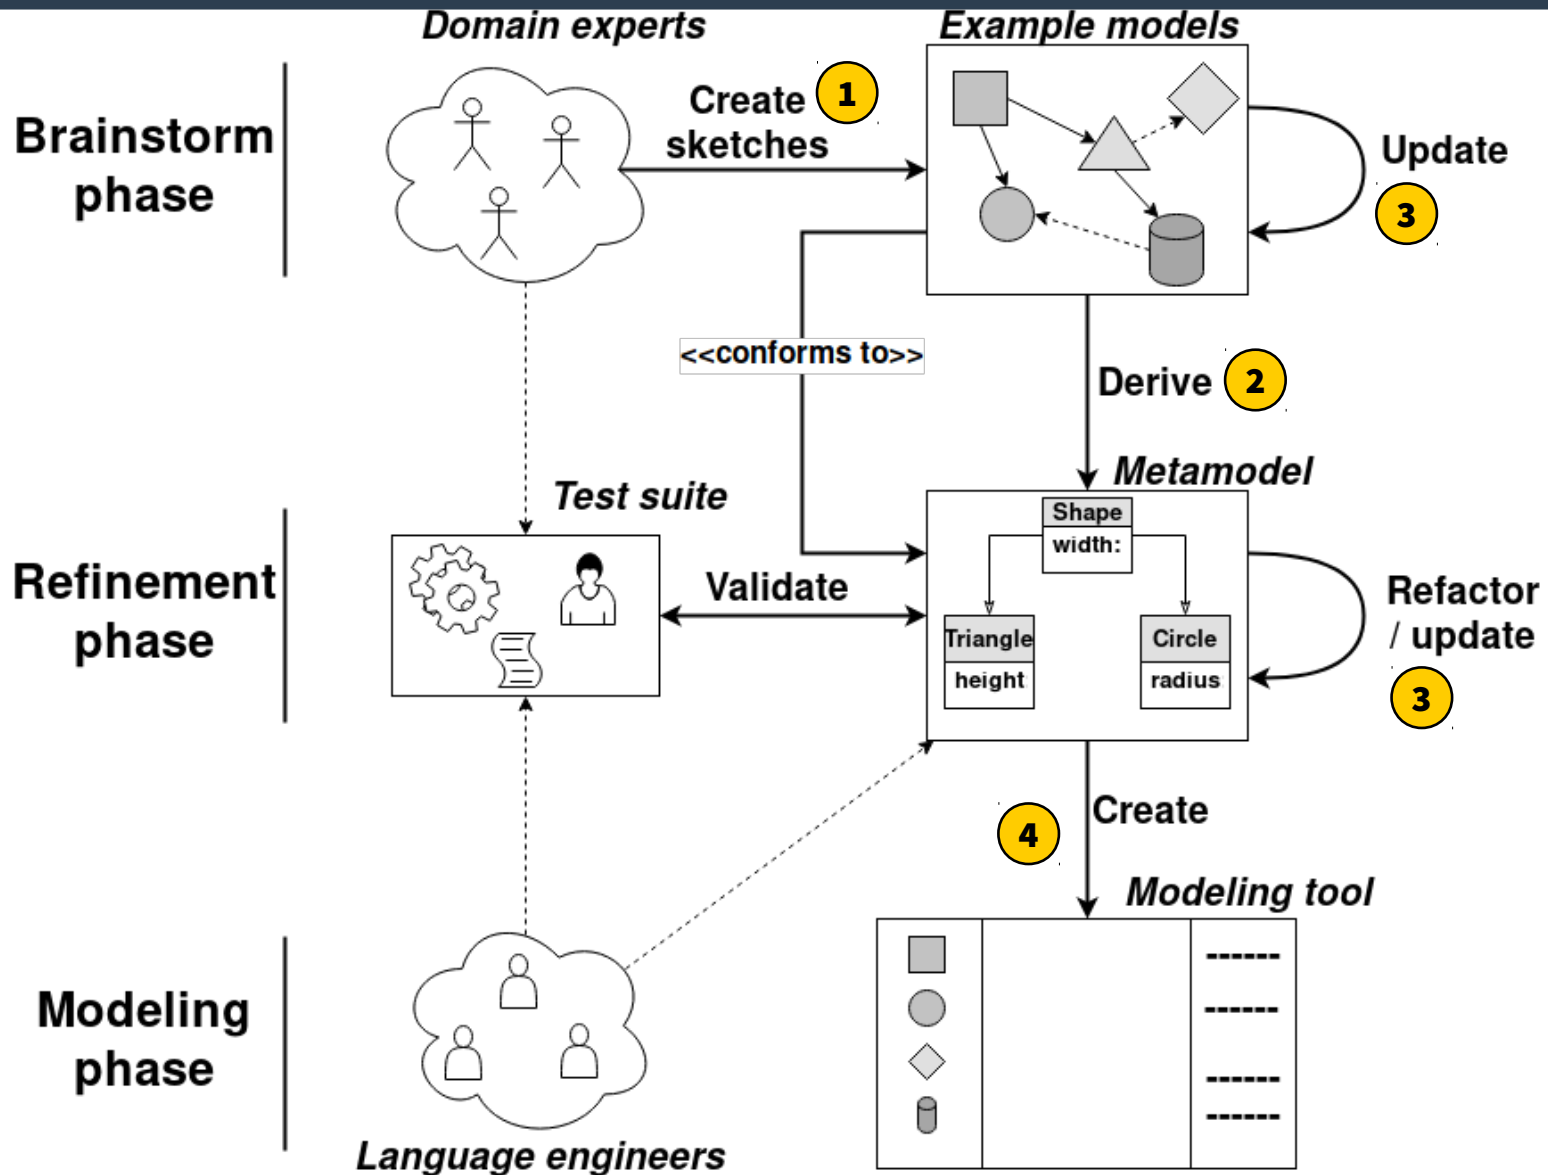 Domain experts
Example models
Brainstorm
phase
Create
sketches
1
Update
3
<<conforms to>>
Derive
2
Metamodel
Test suite
Shape
width:
Refinement
phase
Validate
Triangle
height
Circle
radius
Refactor
/ update
3
4
Create
Modeling tool
Modeling
phase
Language engineers